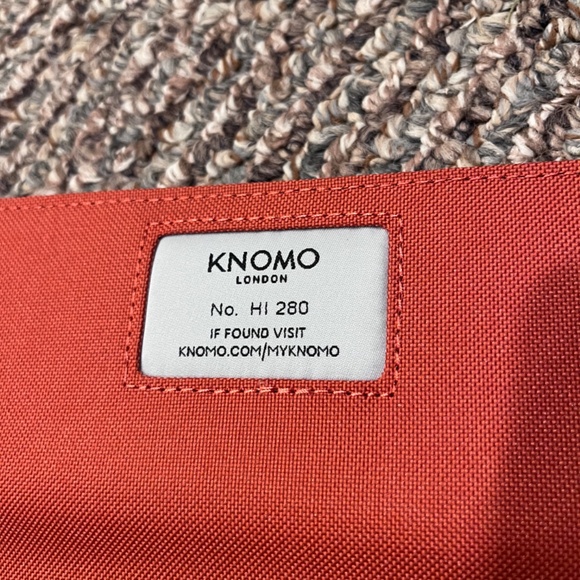 KNOMO
LONDON
No. HI 280
IF FOUND VISIT
KNOMO.COM/MYKNOMO